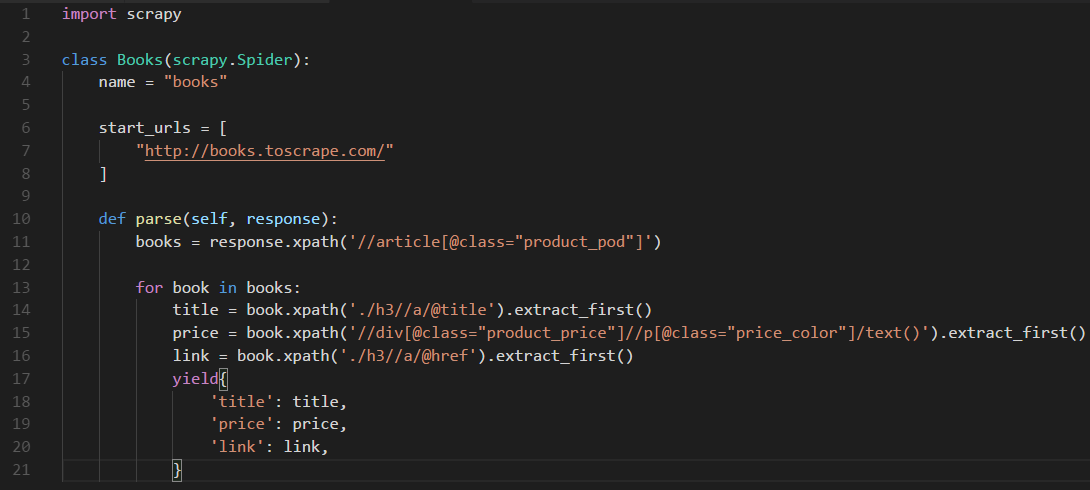 1 import scrapy
2
3 class Books(scrapy.Spider):
4 name = "books"
5
6 start_urls = [
7 "http://books.toscrape.com/"
8 ]
9
10 def parse(self, response):
11 books = response.xpath('//article[@class="product_pod"]')
12
13 for book in books:
14 title = book.xpath('./h3//a/@title').extract_first()
15 price = book.xpath('//div[@class="product_price"]//p[@class="price_color"]/text()').extract_first()
16 link = book.xpath('./h3//a/@href').extract_first()
17 yield{
18 'title': title,
19 'price': price,
20 'link': link,
21 }